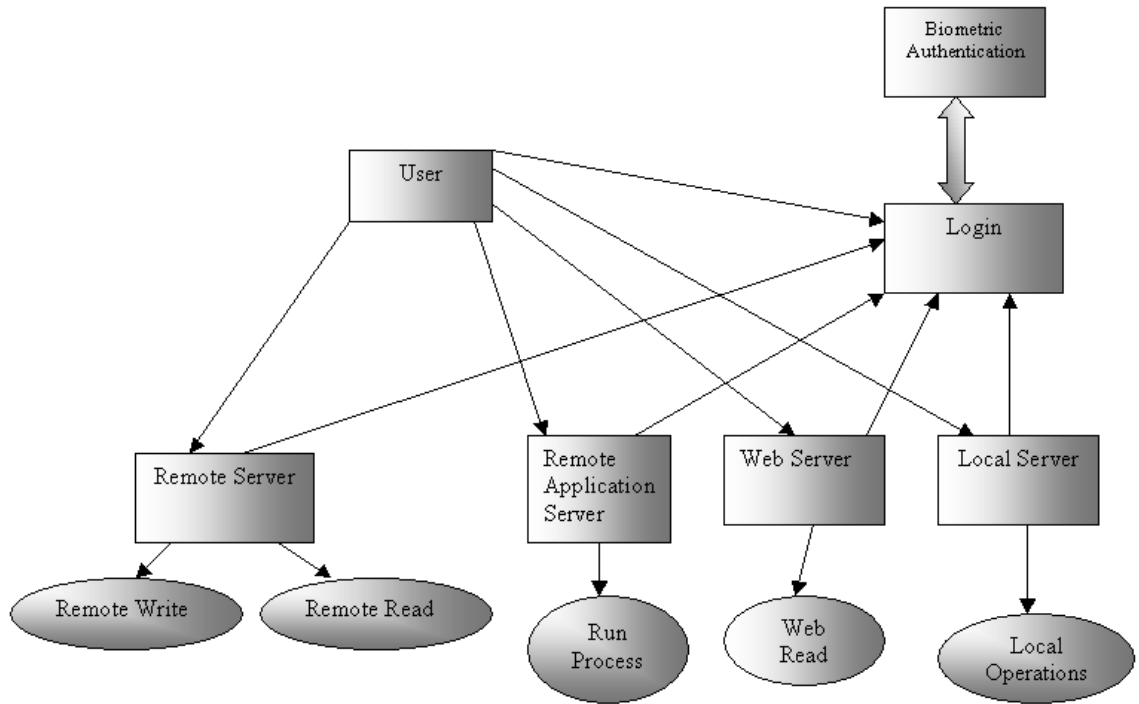 Biometric
Authentication
User
Login
Remote Server
Remote
Application
Server
Web Server
Local Server
Remote Write
Remote Read
Run
Process
Web
Read
Local
Operations